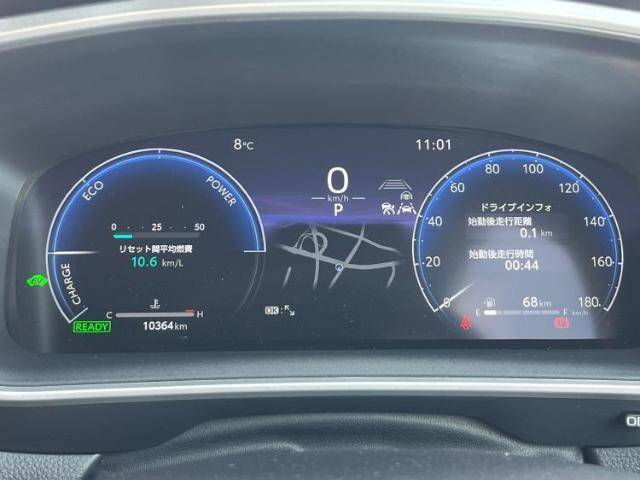 8℃
11:01
ECO
POWER
CHARGE
0 25 50
リセット間平均燃費
10.6 km/L
C H
READY
10364km
0
km/h
P
OK:
ドライブインフォ
始動後走行距離
0.1 km
始動後走行時間
00:44
0 20 40 60 80 100 120 140 160 180
km/h
68 km
E F